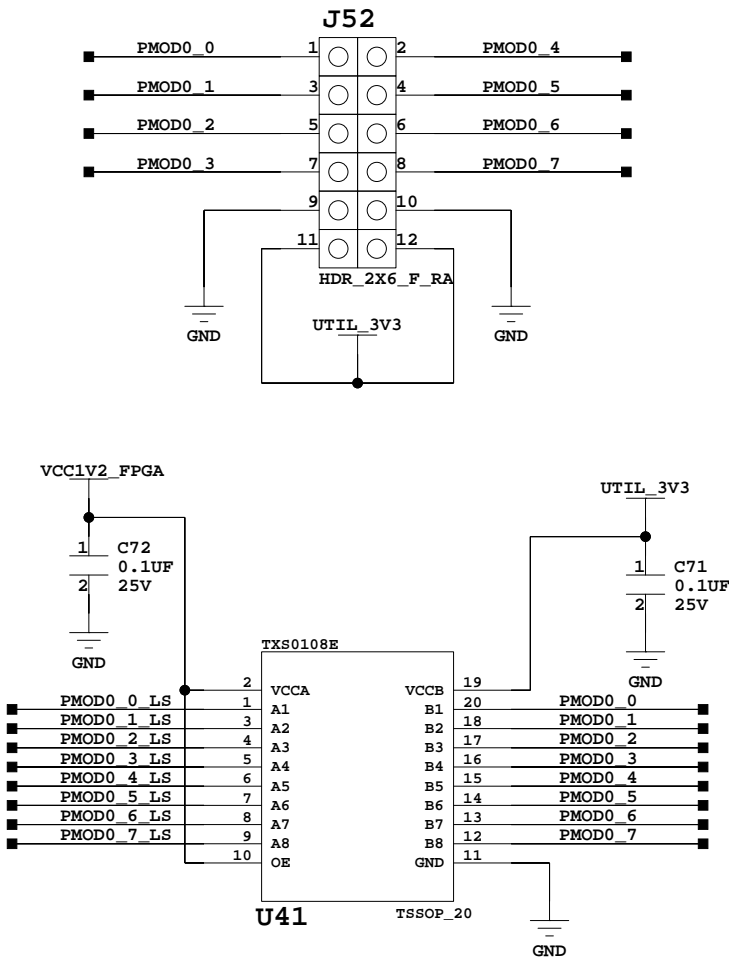 J52
PMOD0_0 1 2 PMOD0_4
PMOD0_1 3 4 PMOD0_5
PMOD0_2 5 6 PMOD0_6
PMOD0_3 7 8 PMOD0_7
9 10
11 12
HDR_2X6_F_RA
GND UTIL_3V3 GND
VCC1V2_FPGA
UTIL_3V3
1 C72
0.1UF
2 25V
GND
1 C71
0.1UF
2 25V
GND
TXS0108E
2 VCCA VCCB 19
PMOD0_0_LS 1 A1 B1 20 PMOD0_0
PMOD0_1_LS 3 A2 B2 18 PMOD0_1
PMOD0_2_LS 4 A3 B3 17 PMOD0_2
PMOD0_3_LS 5 A4 B4 16 PMOD0_3
PMOD0_4_LS 6 A5 B5 15 PMOD0_4
PMOD0_5_LS 7 A6 B6 14 PMOD0_5
PMOD0_6_LS 8 A7 B7 13 PMOD0_6
PMOD0_7_LS 9 A8 B8 12 PMOD0_7
10 OE GND 11
U41 TSSOP_20
GND